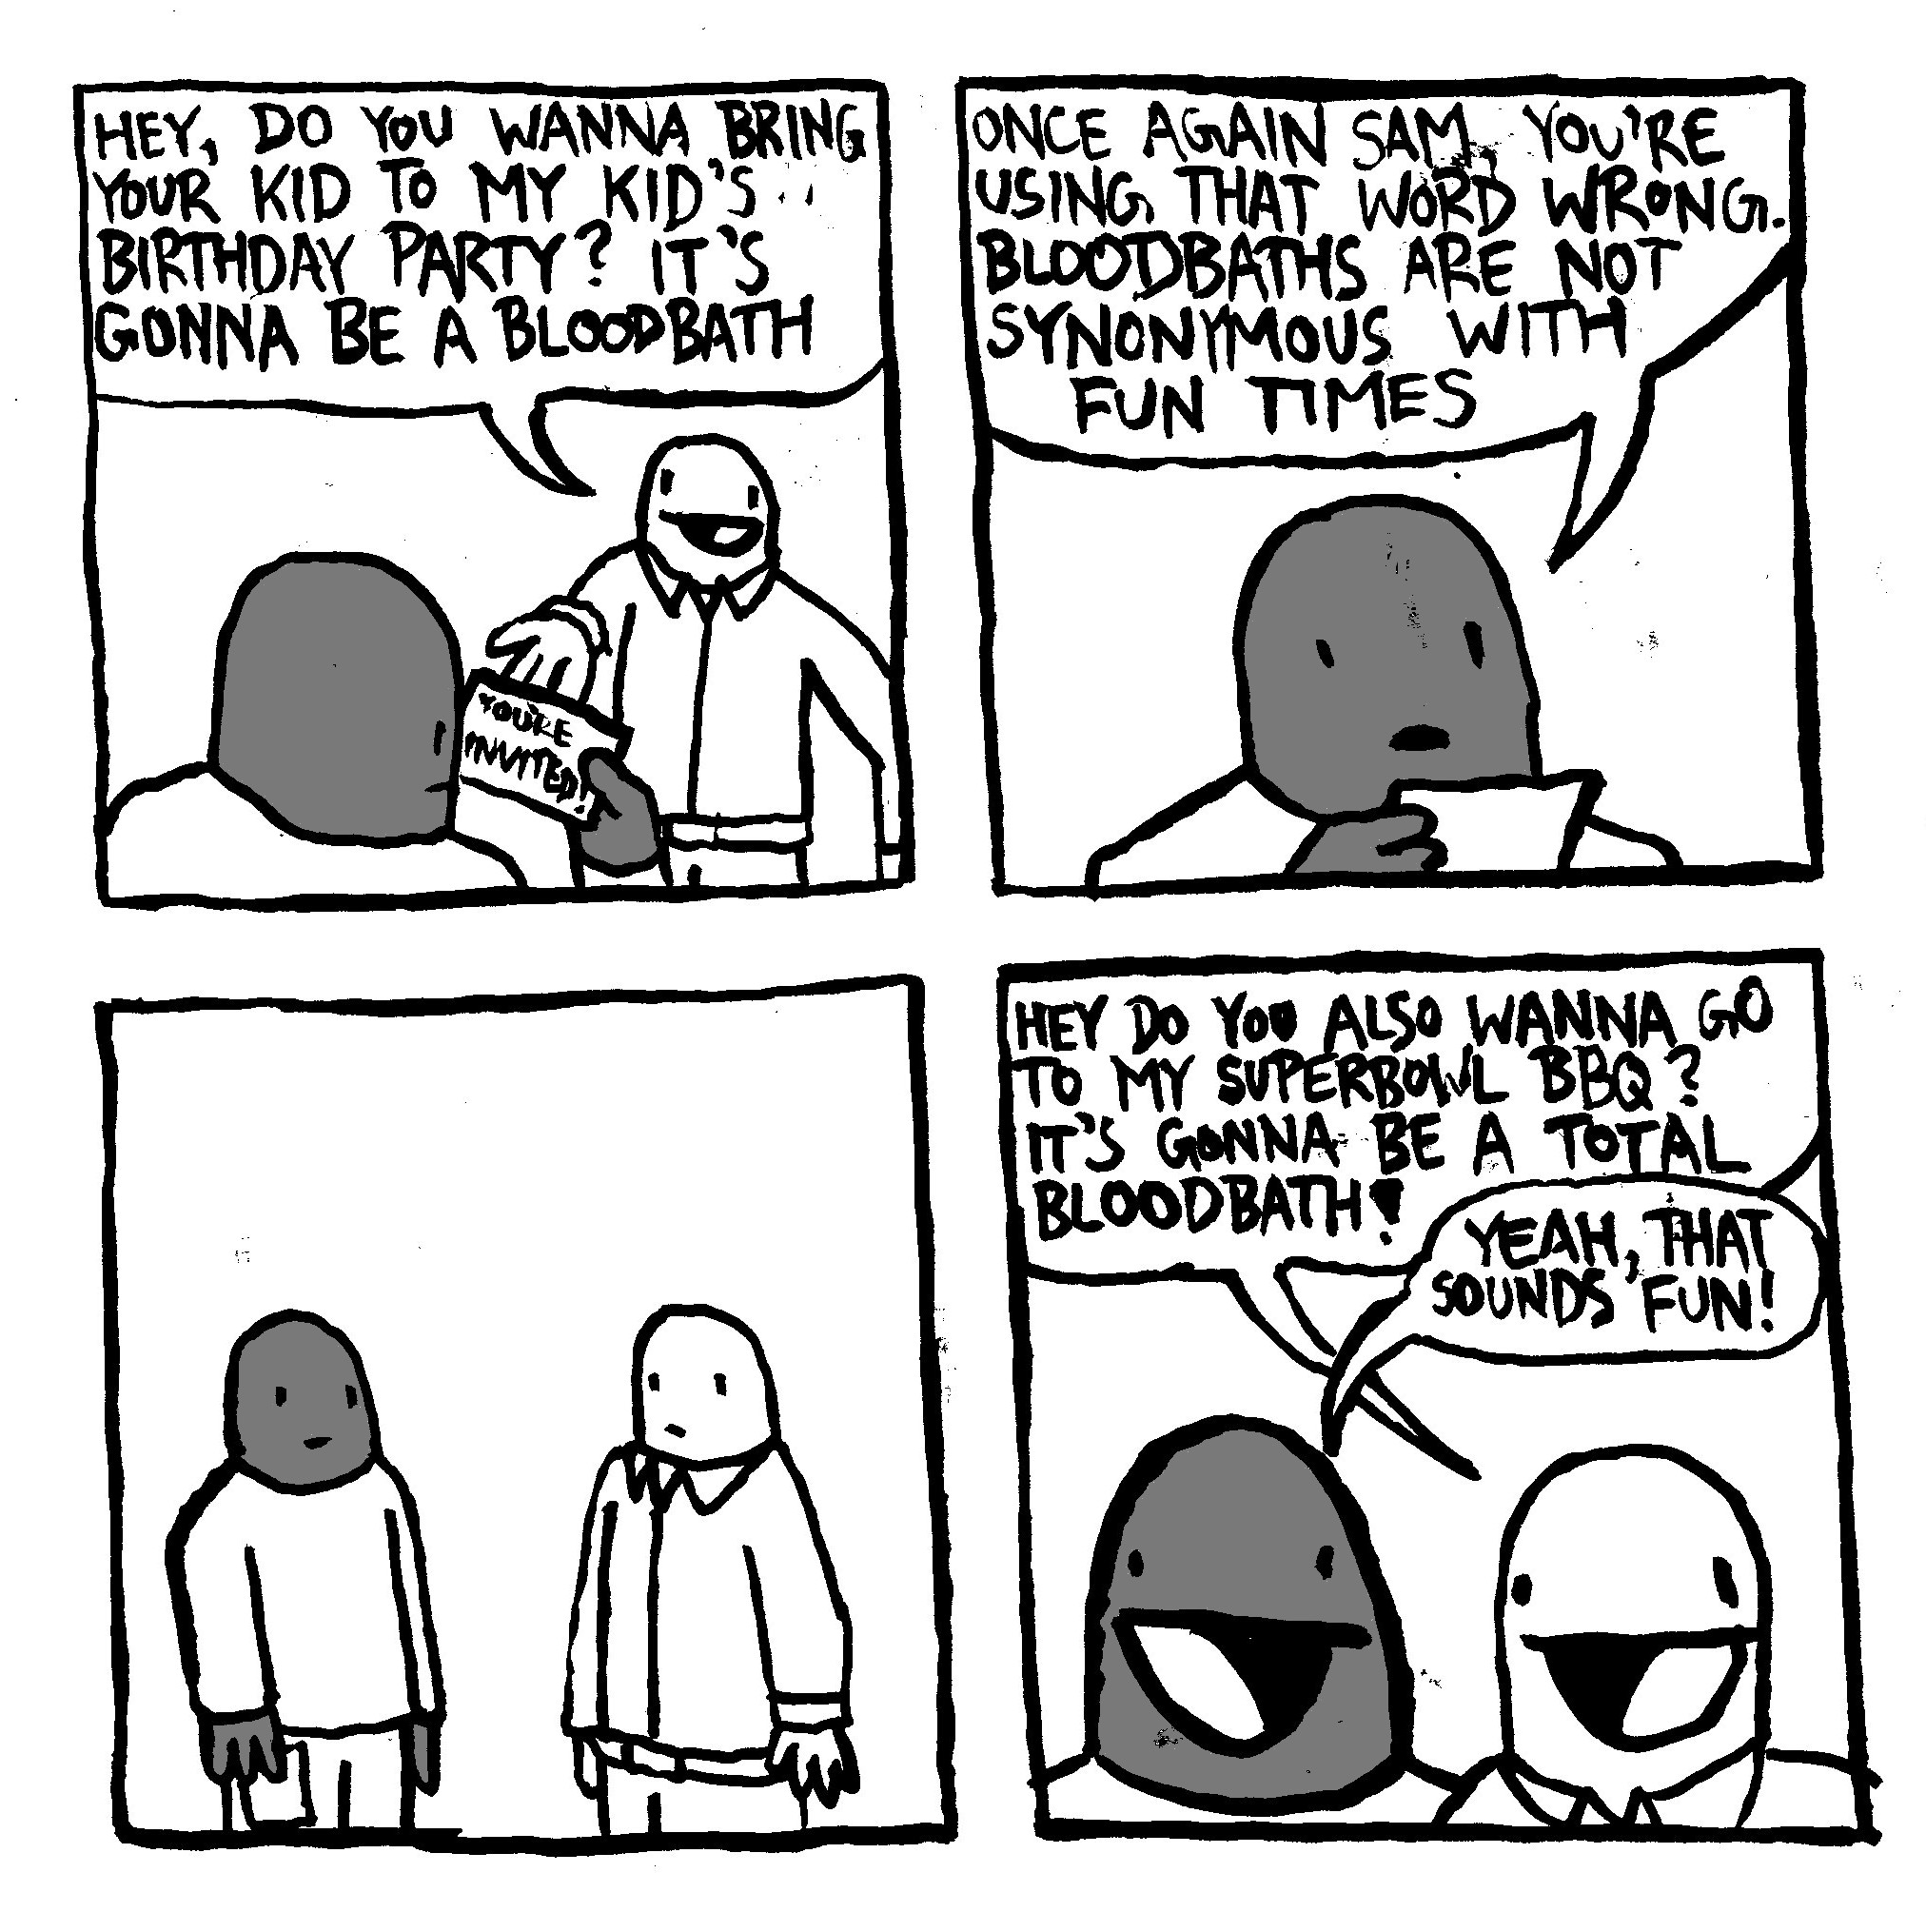 HEY, DO YOU WANNA BRING
YOUR KID TO MY KID'S
BIRTHDAY PARTY? IT'S
GONNA BE A BLOODBATH
YOU'RE
INVITED!
ONCE AGAIN SAM, YOU'RE
USING THAT WORD WRONG.
BLOODBATHS ARE NOT
SYNONYMOUS WITH
FUN TIMES
HEY DO YOU ALSO WANNA GO
TO MY SUPERBOWL BBQ?
IT'S GONNA BE A TOTAL
BLOODBATH!
YEAH, THAT
SOUNDS FUN!